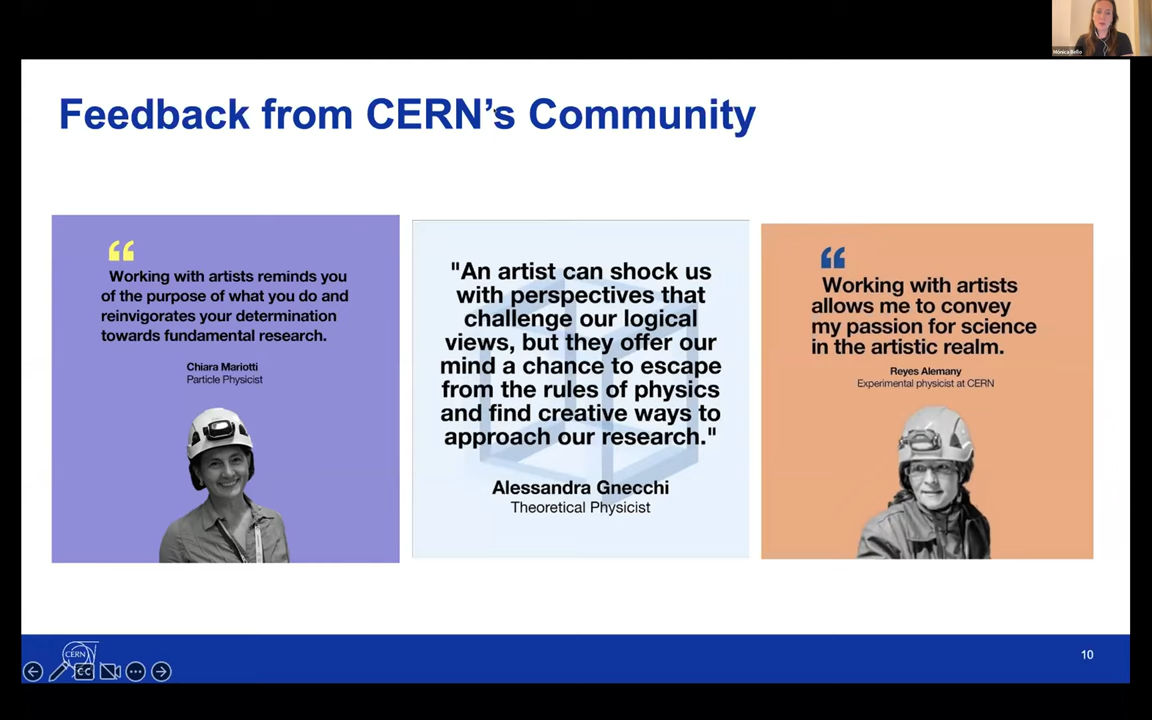 Mónica Bello
Feedback from CERN's Community
“
Working with artists reminds you
of the purpose of what you do and
reinvigorates your determination
towards fundamental research.
Chiara Mariotti
Particle Physicist
"An artist can shock us
with perspectives that
challenge our logical
views, but they offer our
mind a chance to escape
from the rules of physics
and find creative ways to
approach our research."
Alessandra Gnecchi
Theoretical Physicist
“
Working with artists
allows me to convey
my passion for science
in the artistic realm.
Reyes Alemany
Experimental physicist at CERN
CERN
CC
10